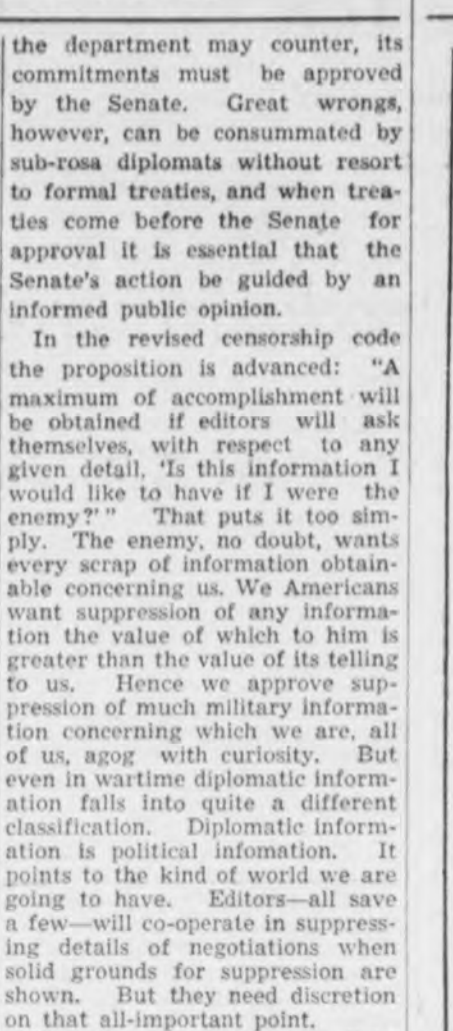 the department may counter, its
commitments must be approved
by the Senate. Great wrongs,
however, can be consummated by
sub-rosa diplomats without resort
to formal treaties, and when trea-
ties come before the Senate for
approval it is essential that the
Senate's action be guided by an
informed public opinion.
In the revised censorship code
the proposition is advanced: "A
maximum of accomplishment will
be obtained if editors will ask
themselves, with respect to any
given detail, 'Is this information I
would like to have if I were the
enemy?'" That puts it too sim-
ply. The enemy, no doubt, wants
every scrap of information obtain-
able concerning us. We Americans
want suppression of any informa-
tion the value of which to him is
greater than the value of its telling
to us. Hence we approve sup-
pression of much military informa-
tion concerning which we are, all
of us, agog with curiosity. But
even in wartime diplomatic inform-
ation falls into quite a different
classification. Diplomatic inform-
ation is political infomation. It
points to the kind of world we are
going to have. Editors—all save
a few—will co-operate in suppress-
ing details of negotiations when
solid grounds for suppression are
shown. But they need discretion
on that all-important point.